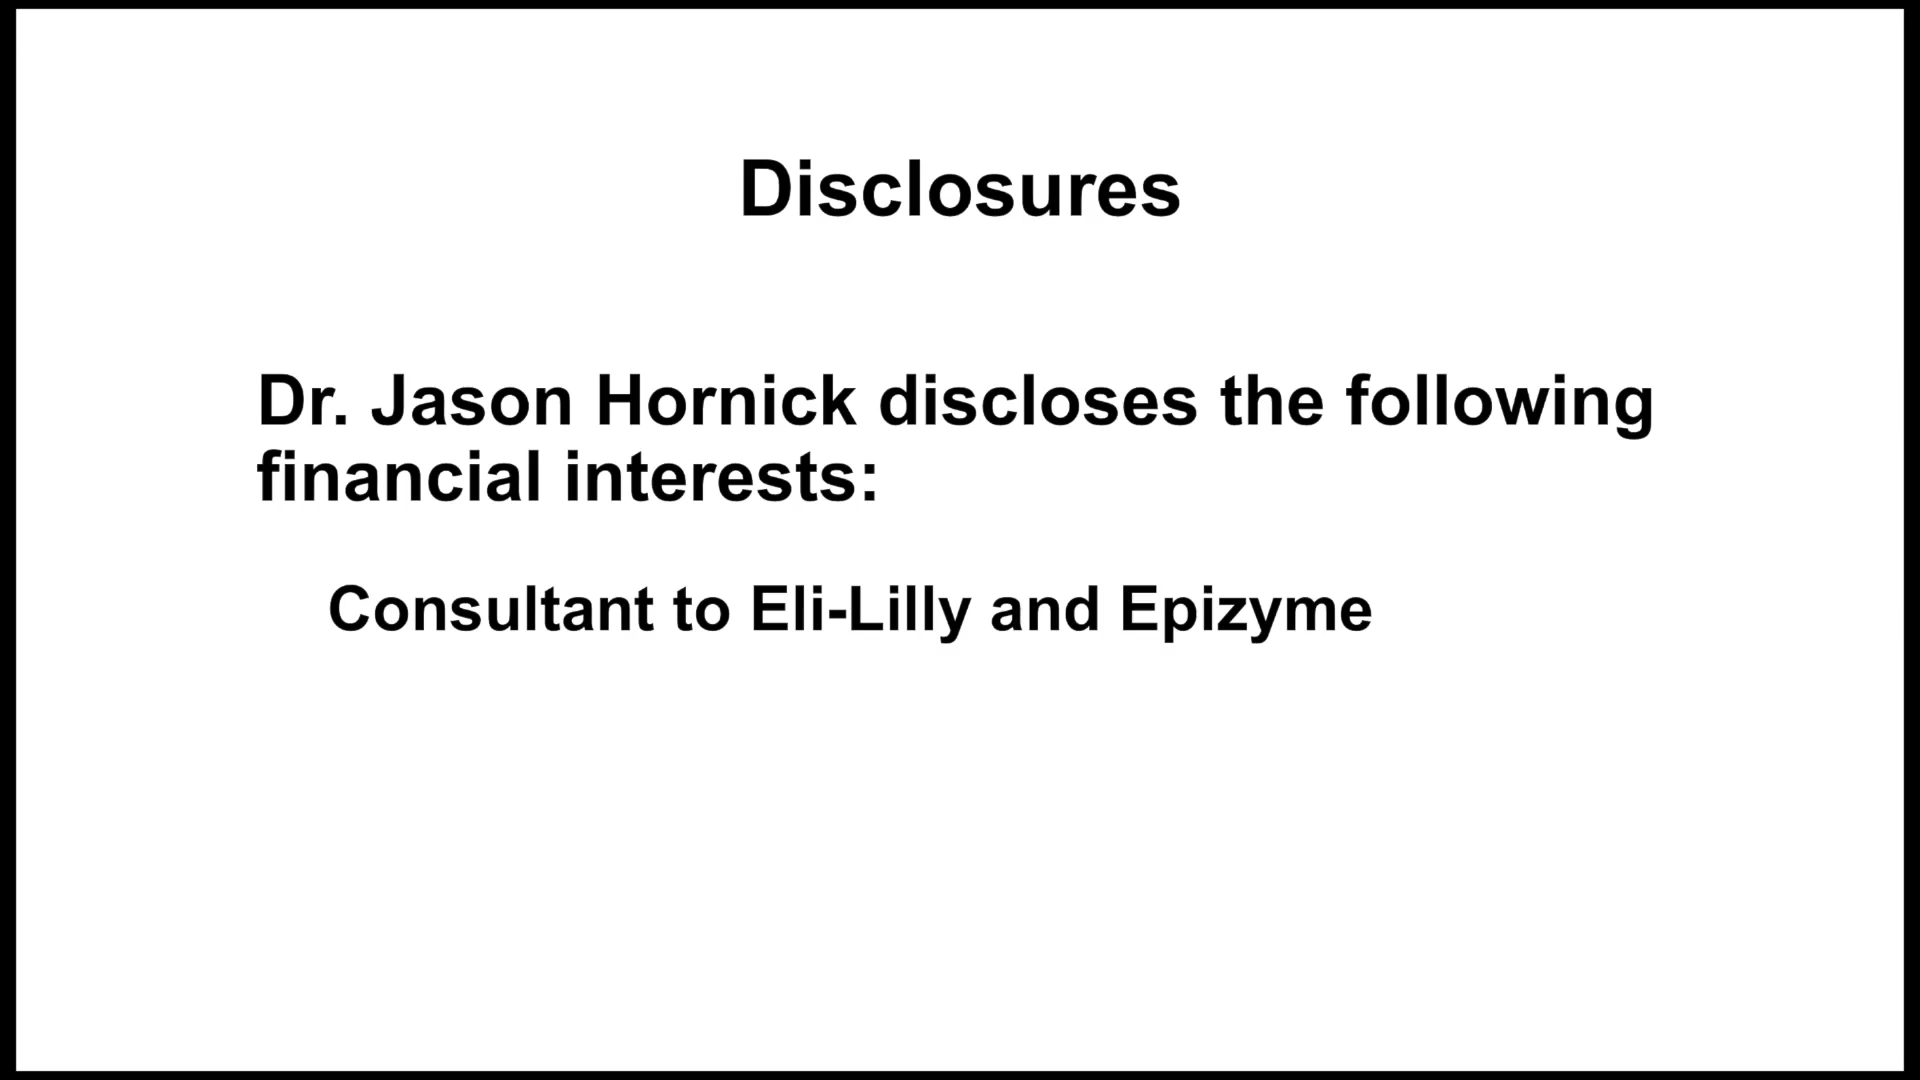 Disclosures
Dr. Jason Hornick discloses the following
financial interests:
Consultant to Eli-Lilly and Epizyme